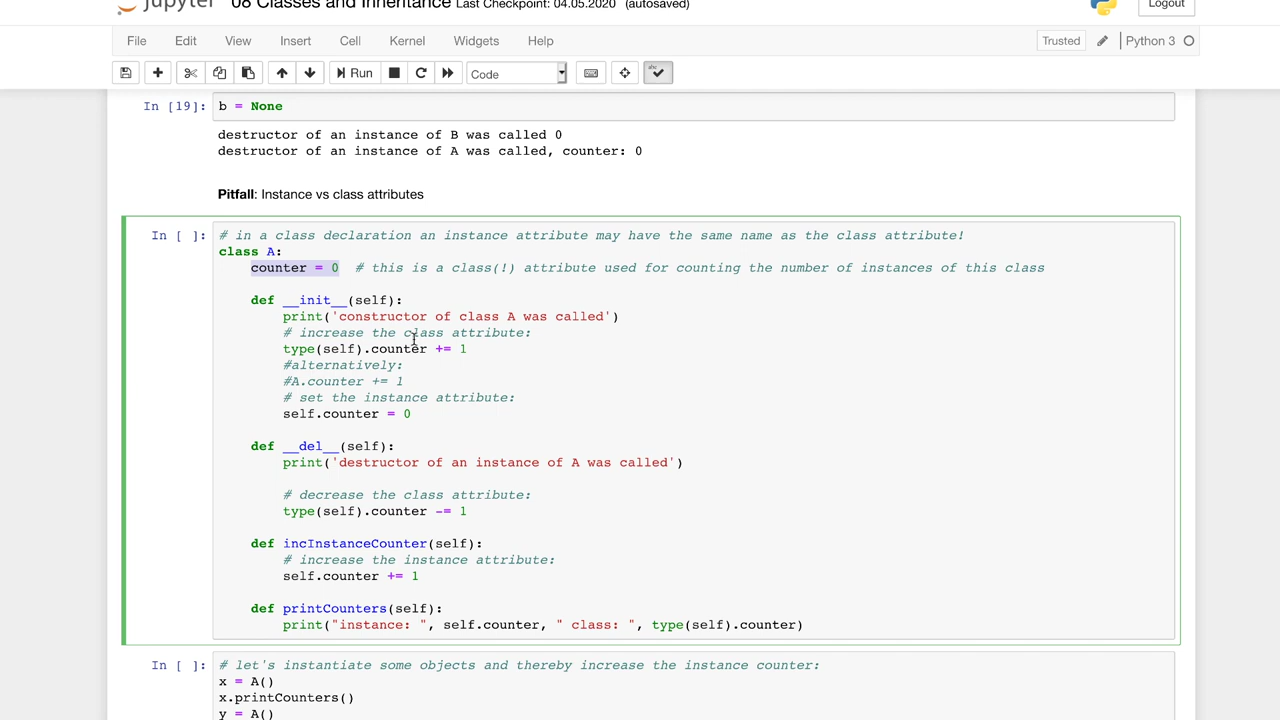 jupyter 08 Classes and Inheritance Last Checkpoint: 04.05.2020 (autosaved) Logout
File Edit View Insert Cell Kernel Widgets Help Trusted Python 3
Run Code
In [19]: b = None
destructor of an instance of B was called 0
destructor of an instance of A was called, counter: 0
Pitfall: Instance vs class attributes
In [ ]: # in a class declaration an instance attribute may have the same name as the class attribute!
class A:
    counter = 0  # this is a class(!) attribute used for counting the number of instances of this class
    def __init__(self):
        print('constructor of class A was called')
        # increase the class attribute:
        type(self).counter += 1
        #alternatively:
        #A.counter += 1
        # set the instance attribute:
        self.counter = 0
    def __del__(self):
        print('destructor of an instance of A was called')
        # decrease the class attribute:
        type(self).counter -= 1
    def incInstanceCounter(self):
        # increase the instance attribute:
        self.counter += 1
    def printCounters(self):
        print("instance: ", self.counter, " class: ", type(self).counter)
In [ ]: # let's instantiate some objects and thereby increase the instance counter:
x = A()
x.printCounters()
y = A()